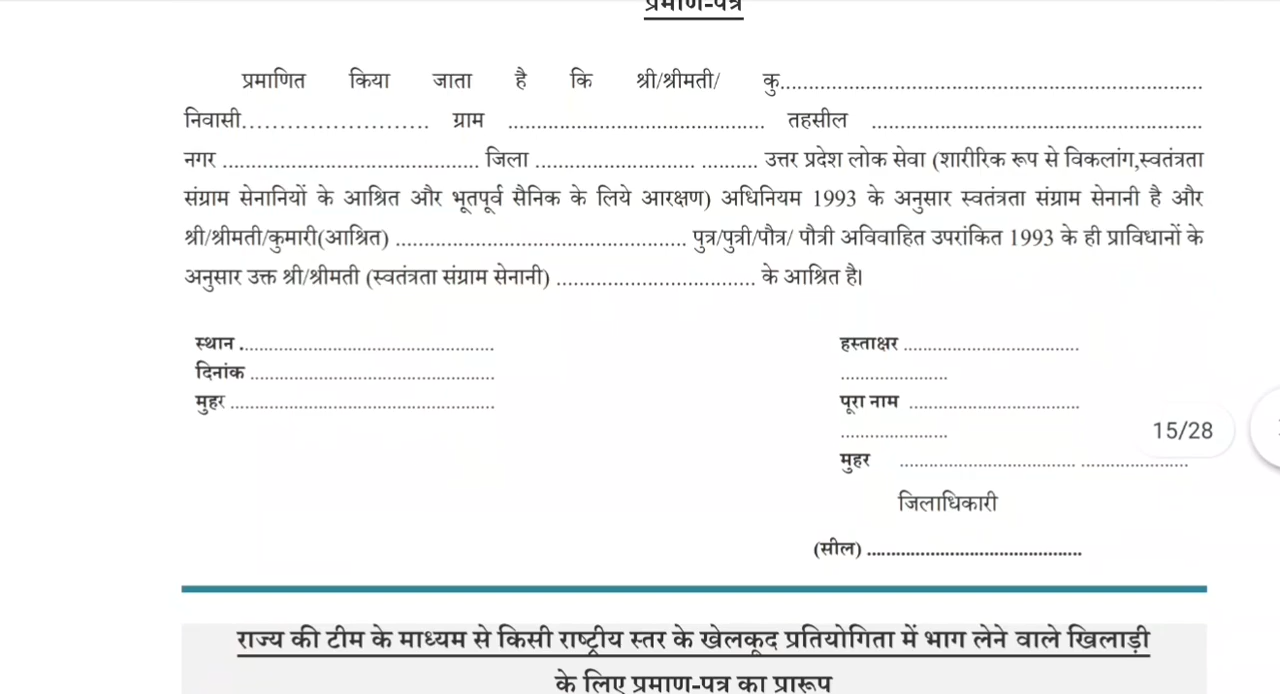 प्रमाण-पत्र
प्रमाणित किया जाता है कि श्री/श्रीमती/ कु..........................................................................
निवासी......................... ग्राम ............................................ तहसील .........................................................
नगर ............................................ जिला ........................... .......... उत्तर प्रदेश लोक सेवा (शारीरिक रूप से विकलांग,स्वतंत्रता
संग्राम सेनानियों के आश्रित और भूतपूर्व सैनिक के लिये आरक्षण) अधिनियम 1993 के अनुसार स्वतंत्रता संग्राम सेनानी है और
श्री/श्रीमती/कुमारी(आश्रित) .................................................. पुत्र/पुत्री/पौत्र/ पौत्री अविवाहित उपरांकित 1993 के ही प्राविधानों के
अनुसार उक्त श्री/श्रीमती (स्वतंत्रता संग्राम सेनानी) .................................. के आश्रित है।
स्थान ................................................... हस्ताक्षर ...................................
दिनांक .................................................. .....................
मुहर ...................................................... पूरा नाम ..................................
.....................
15/28
मुहर ................................... .....................
जिलाधिकारी
(सील) .............................................
राज्य की टीम के माध्यम से किसी राष्ट्रीय स्तर के खेलकूद प्रतियोगिता में भाग लेने वाले खिलाड़ी
के लिए प्रमाण-पत्र का प्रारूप